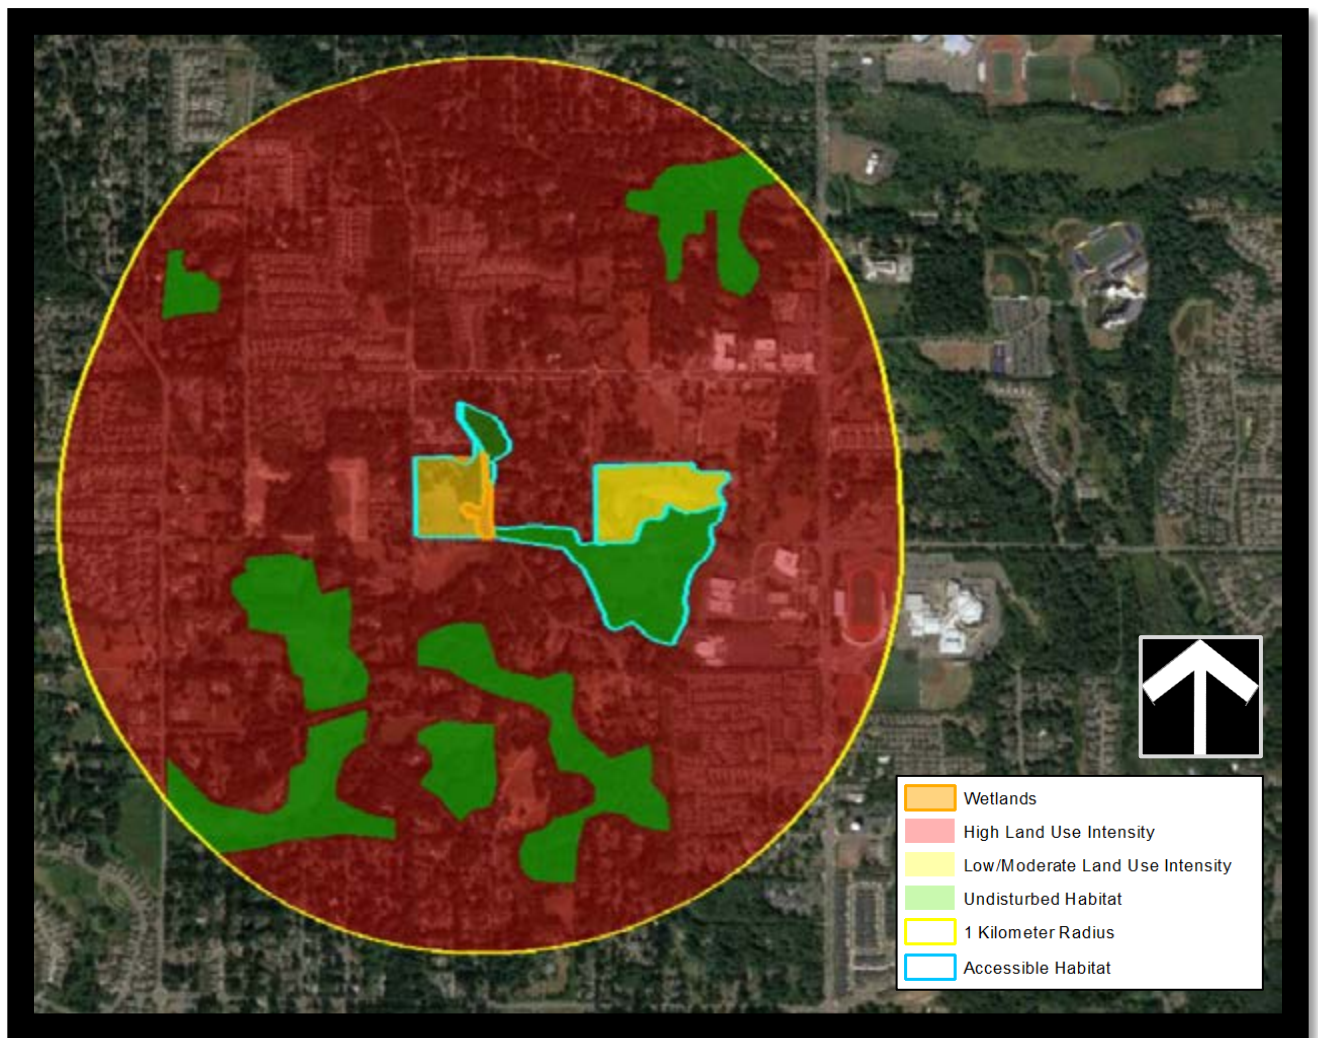 Wetlands
High Land Use Intensity
Low/Moderate Land Use Intensity
Undisturbed Habitat
1 Kilometer Radius
Accessible Habitat